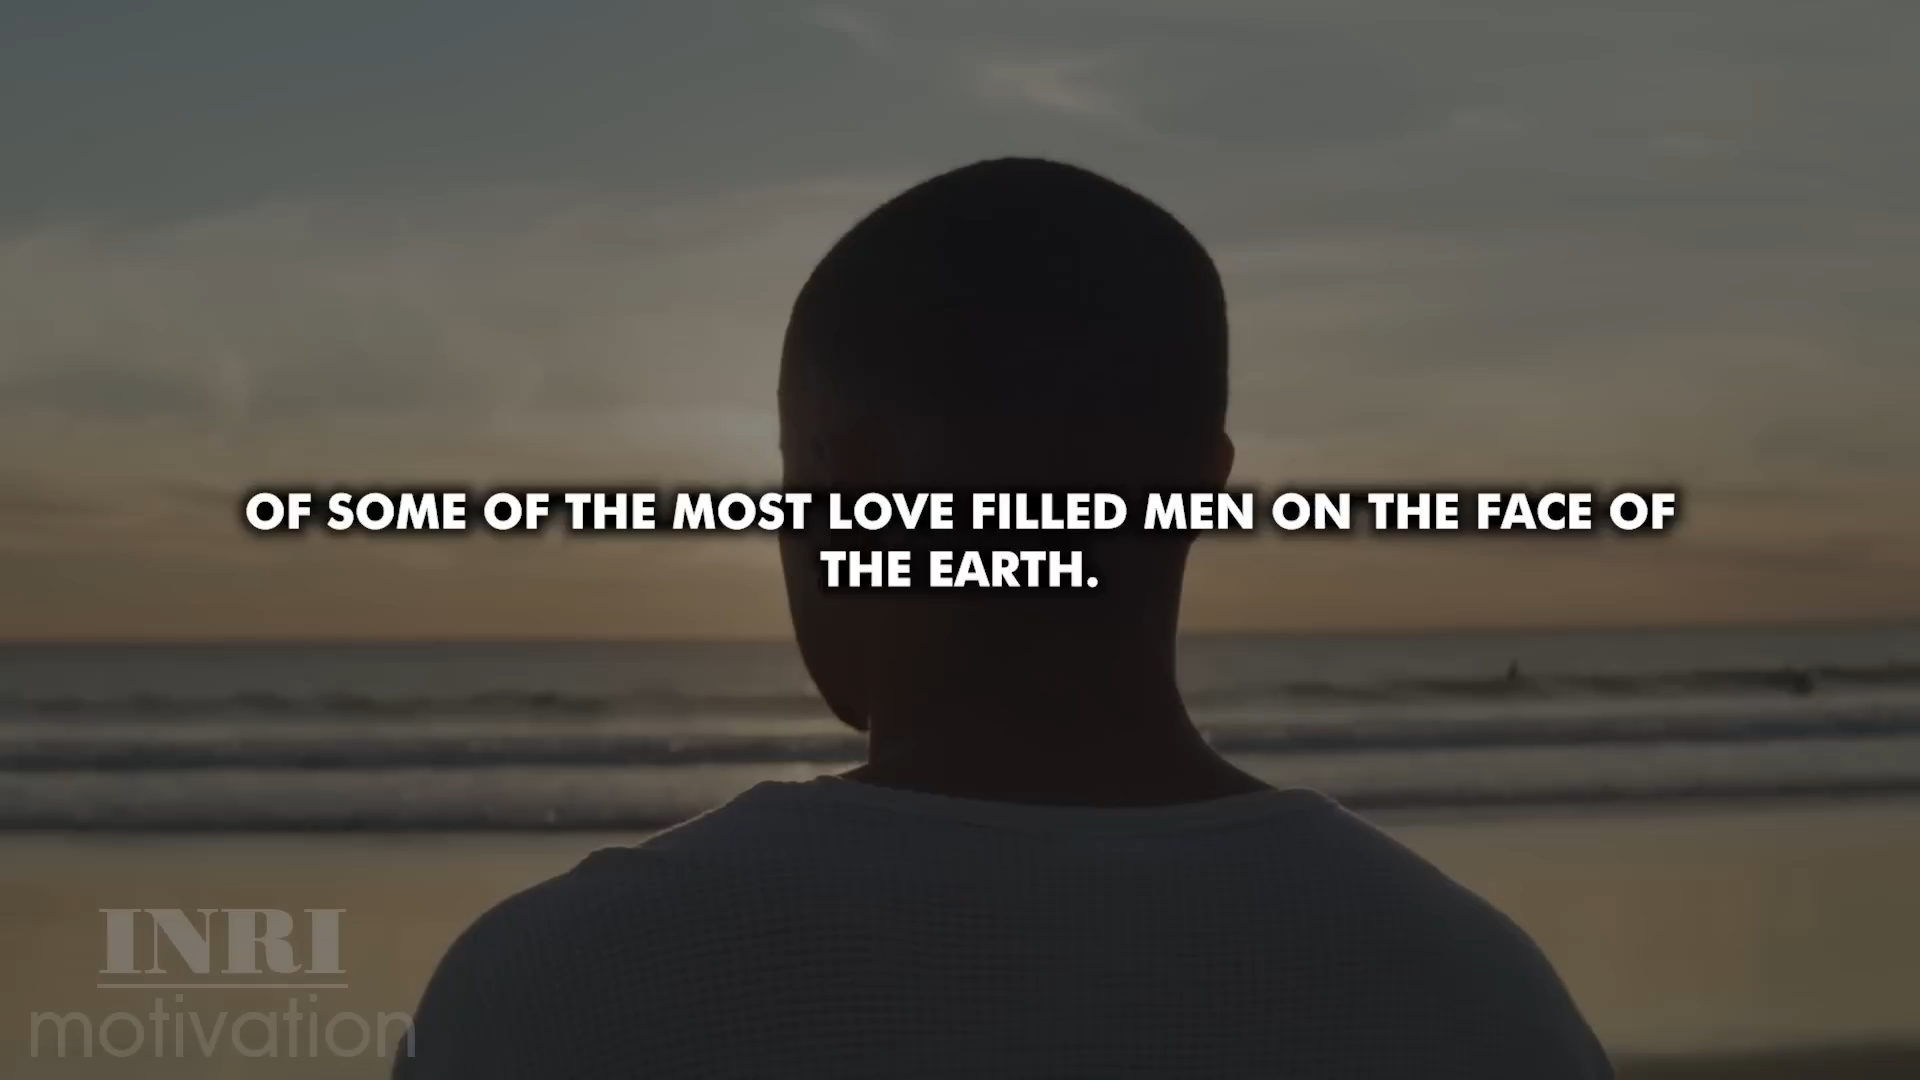 OF SOME OF THE MOST LOVE FILLED MEN ON THE FACE OF
THE EARTH.
INRI
motivation